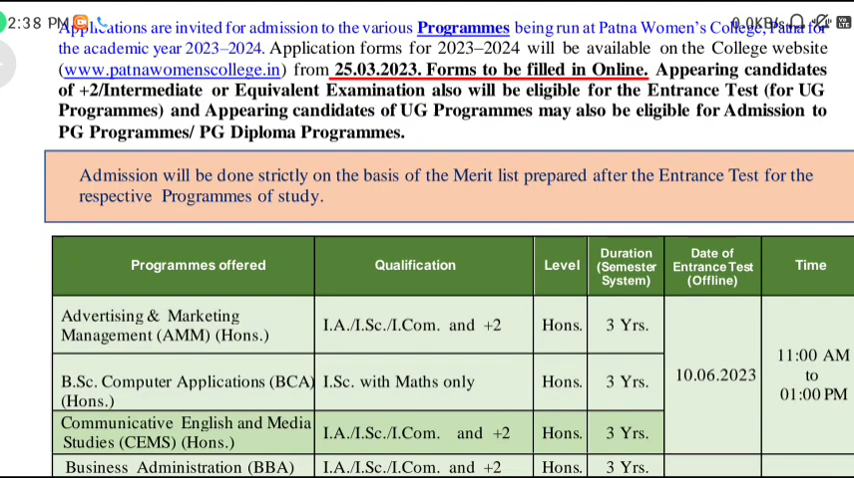 2:38 PM
0.0KB/s
VO LTE
Applications are invited for admission to the various Programmes being run at Patna Women's College, Patna for
the academic year 2023–2024. Application forms for 2023–2024 will be available on the College website
(www.patnawomenscollege.in) from 25.03.2023. Forms to be filled in Online. Appearing candidates
of +2/Intermediate or Equivalent Examination also will be eligible for the Entrance Test (for UG
Programmes) and Appearing candidates of UG Programmes may also be eligible for Admission to
PG Programmes/ PG Diploma Programmes.
Admission will be done strictly on the basis of the Merit list prepared after the Entrance Test for the
respective Programmes of study.
Programmes offered
Qualification
Level
Duration
(Semester
System)
Date of
Entrance Test
(Offline)
Time
Advertising & Marketing
Management (AMM) (Hons.)
I.A./I.Sc./I.Com. and +2
Hons.
3 Yrs.
B.Sc. Computer Applications (BCA)
(Hons.)
I.Sc. with Maths only
Hons.
3 Yrs.
10.06.2023
11:00 AM
to
01:00 PM
Communicative English and Media
Studies (CEMS) (Hons.)
I.A./I.Sc./I.Com. and +2
Hons.
3 Yrs.
Business Administration (BBA)
I.A./I.Sc./I.Com. and +2
Hons.
3 Yrs.